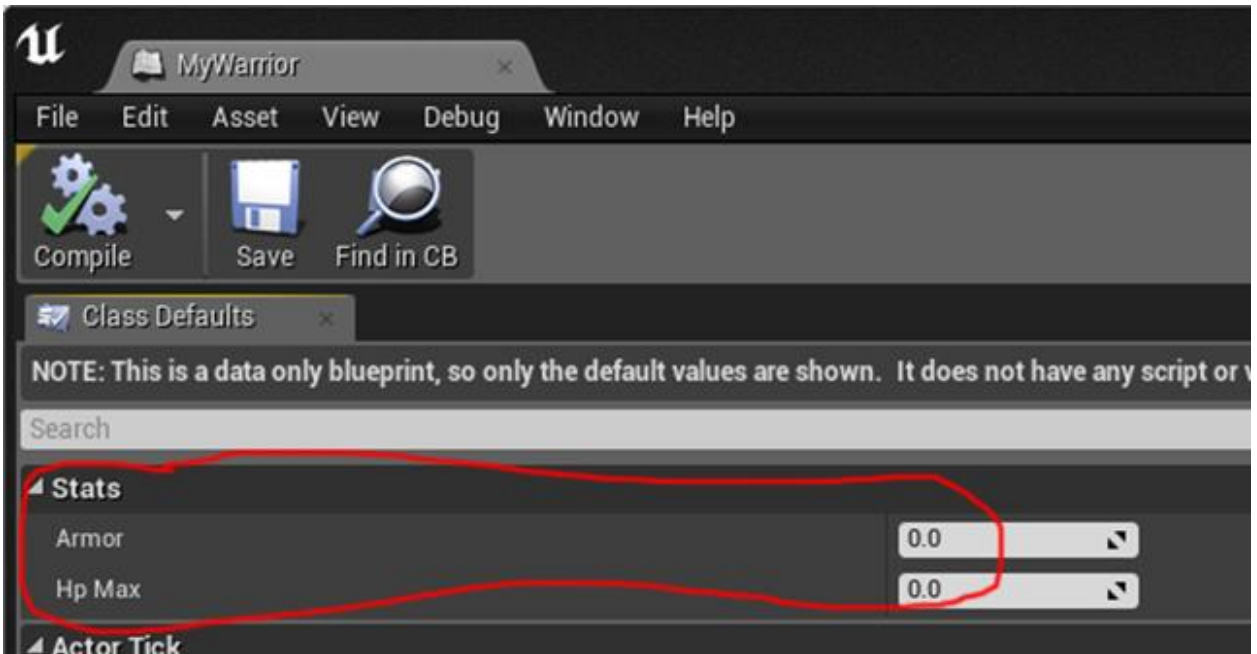 MyWarrior
File Edit Asset View Debug Window Help
Compile Save Find in CB
Class Defaults
NOTE: This is a data only blueprint, so only the default values are shown. It does not have any script or
Search
Stats
Armor 0.0
Hp Max 0.0
Actor Tick